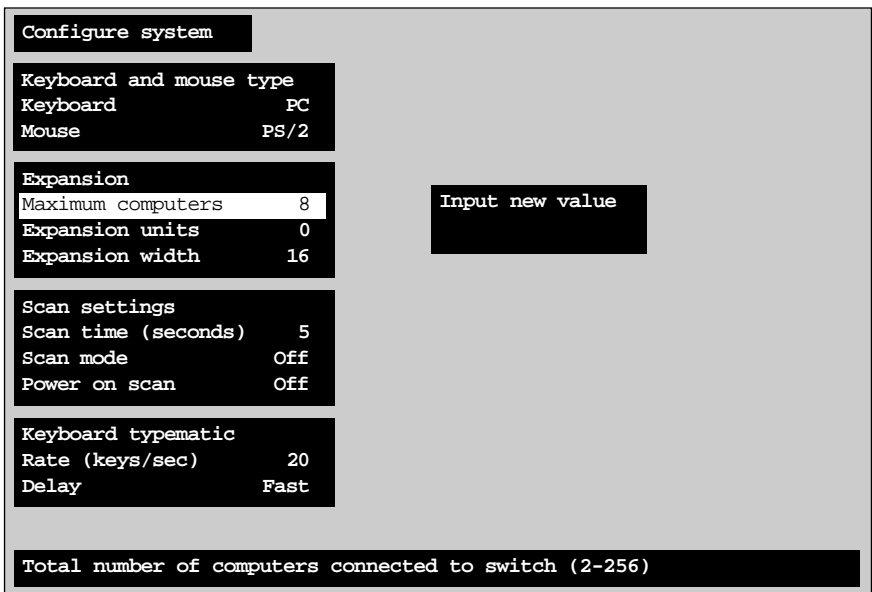 Configure system
Keyboard and mouse type
Keyboard PC
Mouse PS/2
Expansion
Maximum computers 8
Expansion units 0
Expansion width 16
Input new value
Scan settings
Scan time (seconds) 5
Scan mode Off
Power on scan Off
Keyboard typematic
Rate (keys/sec) 20
Delay Fast
Total number of computers connected to switch (2-256)